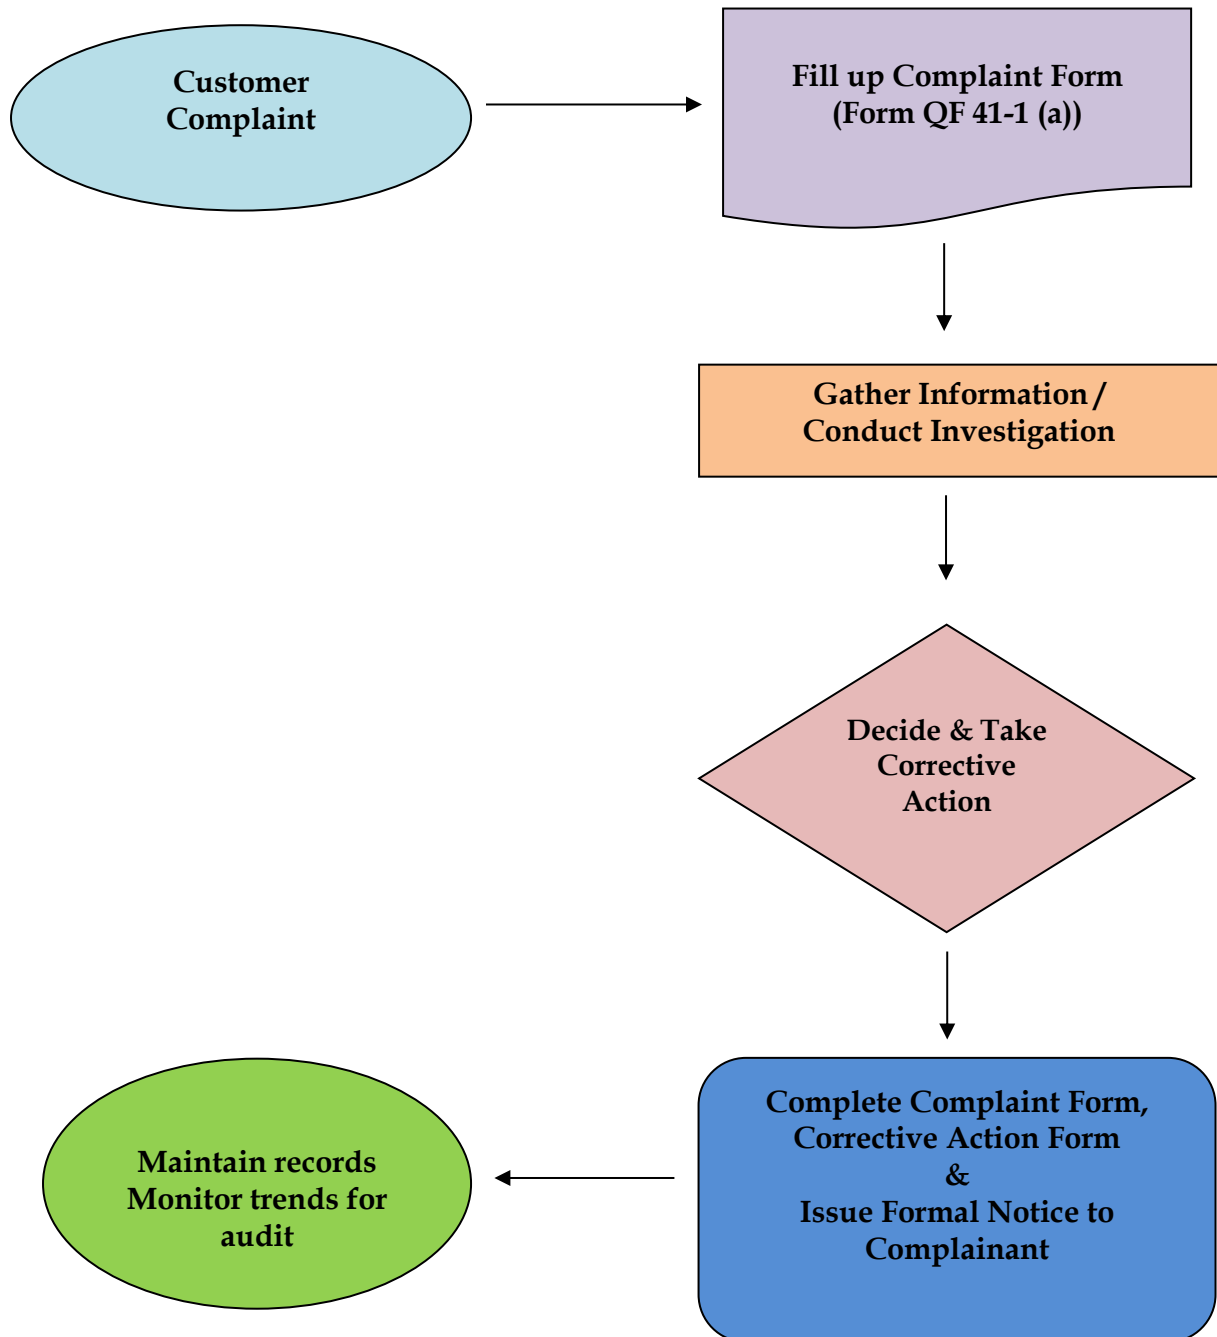 Customer
Complaint
Fill up Complaint Form
(Form QF 41-1 (a))
Gather Information /
Conduct Investigation
Decide & Take
Corrective
Action
Complete Complaint Form,
Corrective Action Form
&
Issue Formal Notice to
Complainant
Maintain records
Monitor trends for
audit